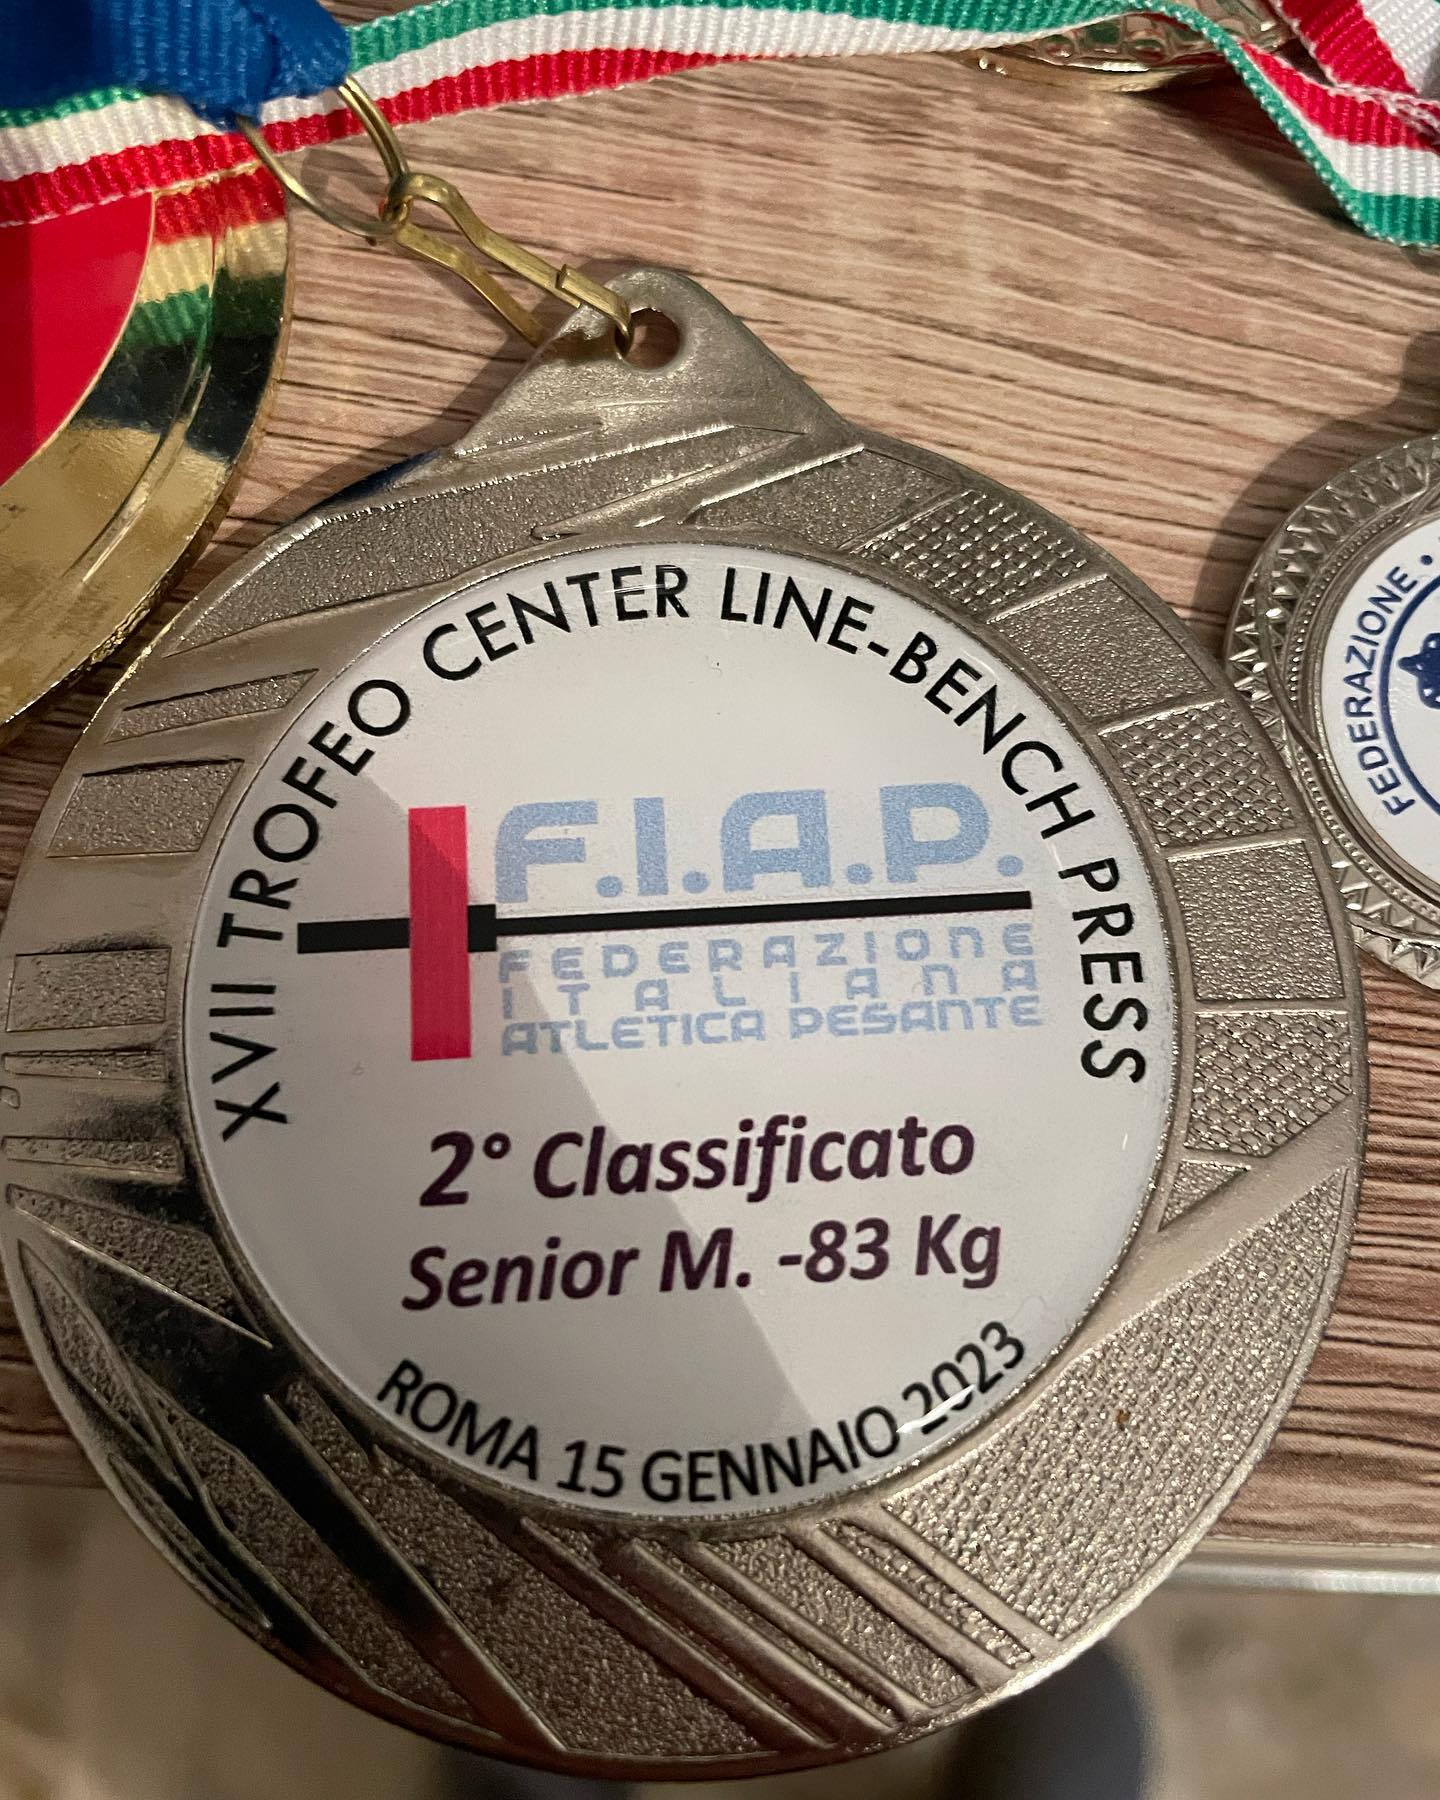 XVII TROFEO CENTER LINE-BENCH PRESS
F.I.A.P.
FEDERAZIONE
ITALIANA
ATLETICA PESANTE
2° Classificato
Senior M. -83 Kg
ROMA 15 GENNAIO 2023
FEDERAZIONE •